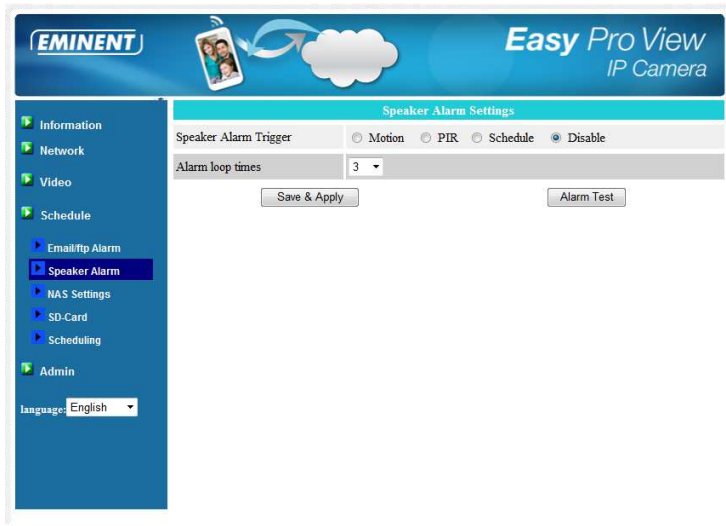 EMINENT
Easy Pro View
IP Camera
Information
Network
Video
Schedule
Email/ftp Alarm
Speaker Alarm
NAS Settings
SD-Card
Scheduling
Admin
language: English
Speaker Alarm Settings
Speaker Alarm Trigger Motion PIR Schedule Disable
Alarm loop times 3
Save & Apply Alarm Test